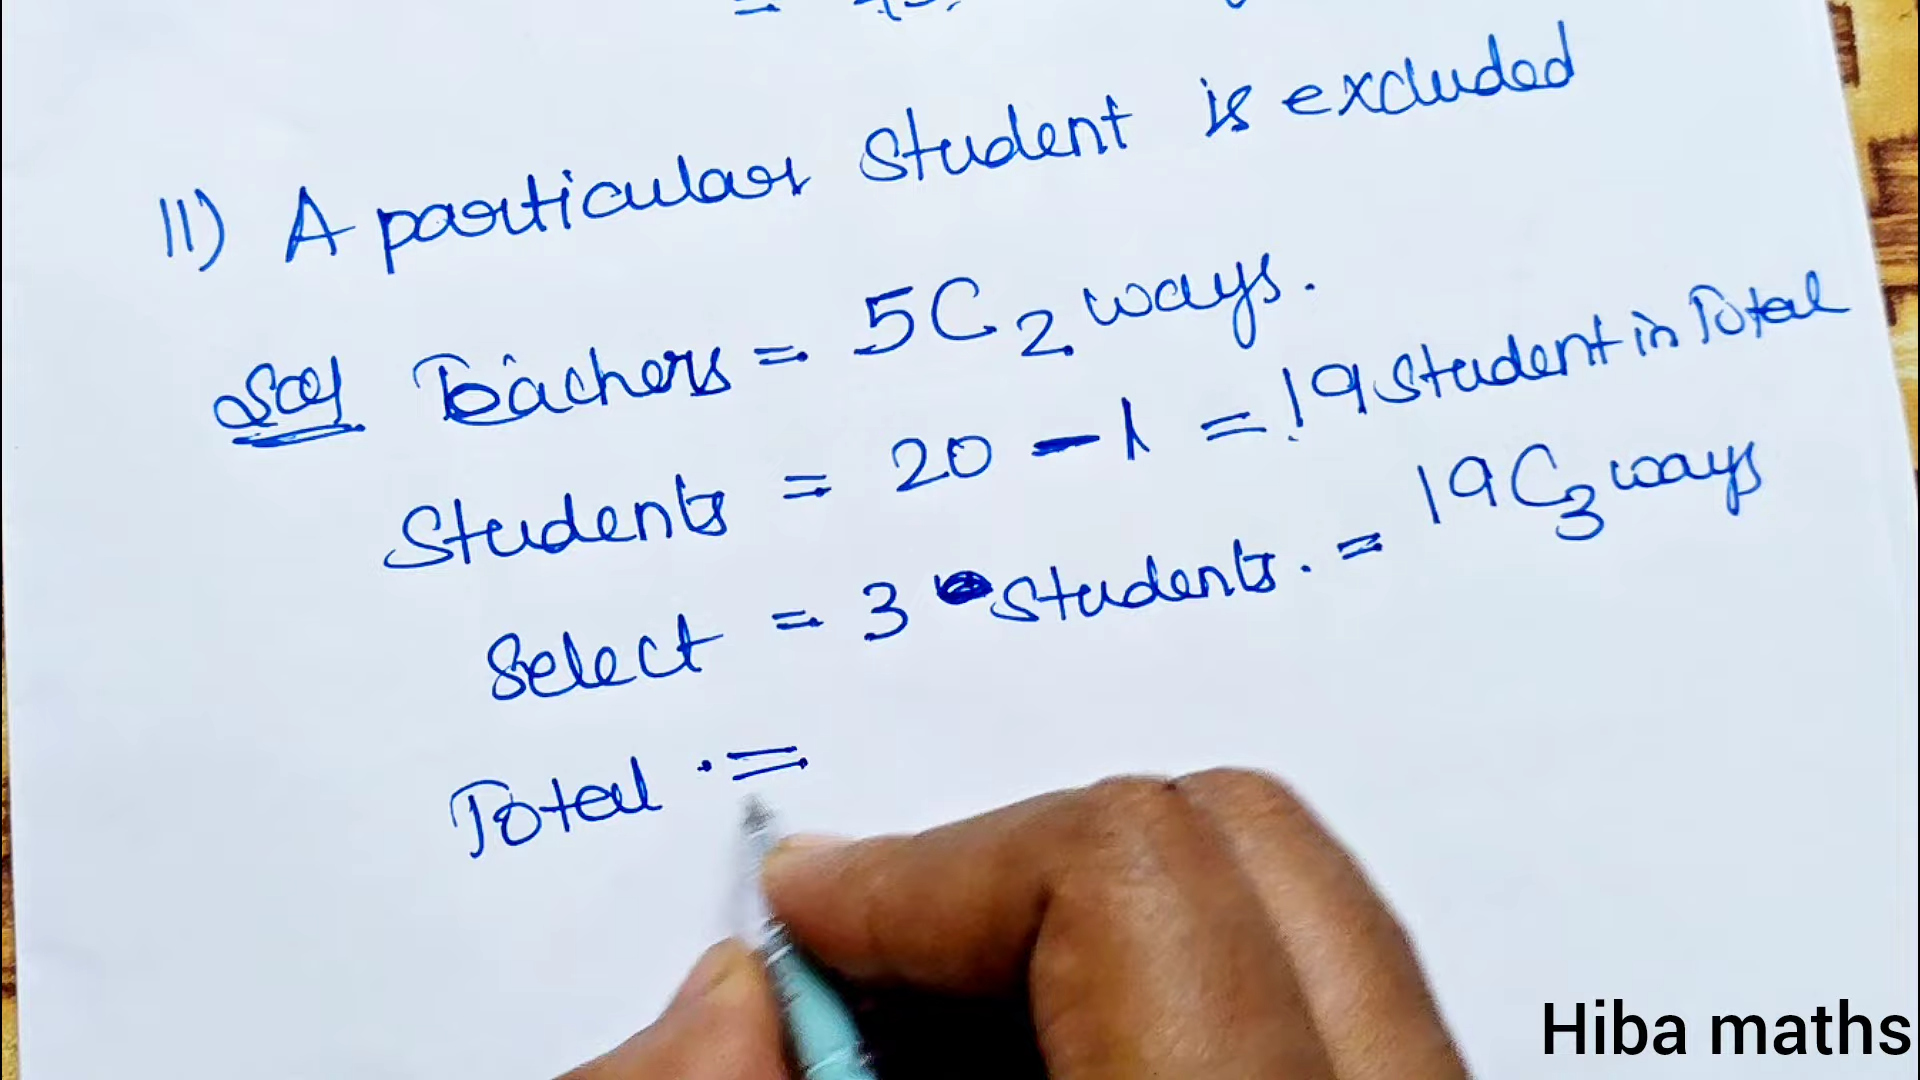 11) A particular student is excluded
Sol Teachers = 5C2 ways.
Students = 20 - 1 = 19 student in Total
Select = 3 students. = 19C3 ways
Total =
Hiba maths